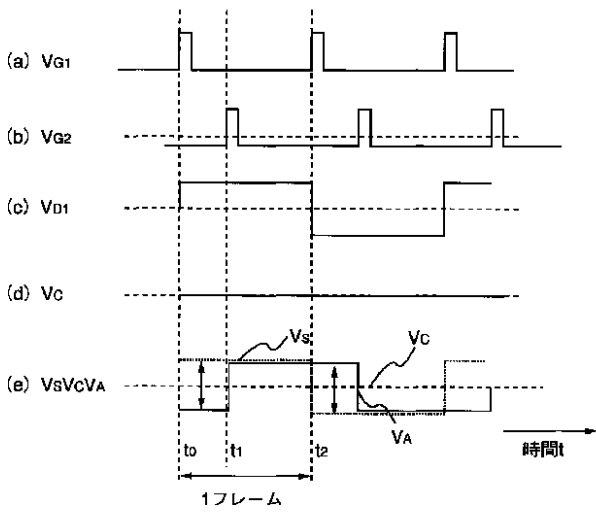 (a) VG1
(b) VG2
(c) VD1
(d) VC
VS
VC
(e) VSVCVA
VA
t0
t1
t2
時間t
1フレーム